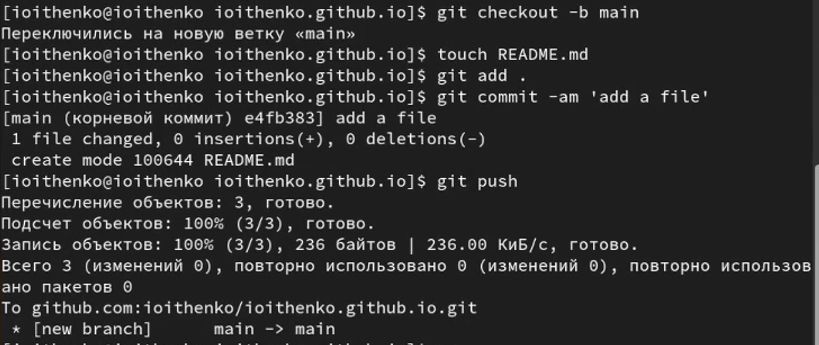 [ioithenko@ioithenko ioithenko.github.io]$ git checkout -b main
Переключились на новую ветку «main»
[ioithenko@ioithenko ioithenko.github.io]$ touch README.md
[ioithenko@ioithenko ioithenko.github.io]$ git add .
[ioithenko@ioithenko ioithenko.github.io]$ git commit -am 'add a file'
[main (корневой коммит) e4fb383] add a file
 1 file changed, 0 insertions(+), 0 deletions(-)
 create mode 100644 README.md
[ioithenko@ioithenko ioithenko.github.io]$ git push
Перечисление объектов: 3, готово.
Подсчет объектов: 100% (3/3), готово.
Запись объектов: 100% (3/3), 236 байтов | 236.00 КиБ/с, готово.
Всего 3 (изменений 0), повторно использовано 0 (изменений 0), повторно использов
ано пакетов 0
To github.com:ioithenko/ioithenko.github.io.git
 * [new branch]      main -> main